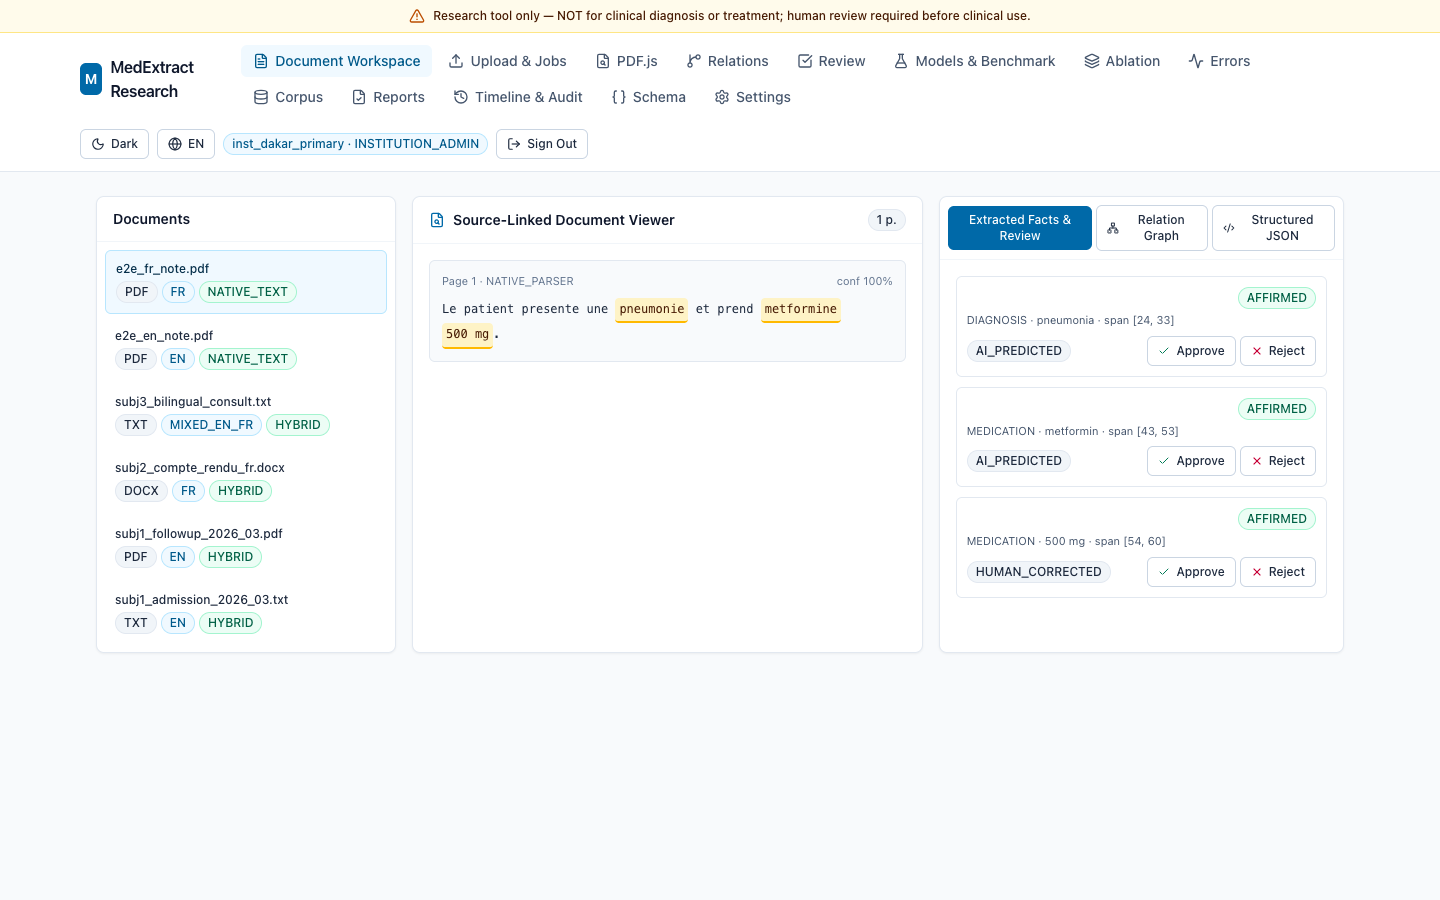 Research tool only — NOT for clinical diagnosis or treatment; human review required before clinical use.
M
MedExtract
Research
Document Workspace
Upload & Jobs
PDF.js
Relations
Review
Models & Benchmark
Ablation
Errors
Corpus
Reports
Timeline & Audit
Schema
Settings
Dark
EN
inst_dakar_primary · INSTITUTION_ADMIN
Sign Out
Documents
e2e_fr_note.pdf
PDF FR NATIVE_TEXT
e2e_en_note.pdf
PDF EN NATIVE_TEXT
subj3_bilingual_consult.txt
TXT MIXED_EN_FR HYBRID
subj2_compte_rendu_fr.docx
DOCX FR HYBRID
subj1_followup_2026_03.pdf
PDF EN HYBRID
subj1_admission_2026_03.txt
TXT EN HYBRID
Source-Linked Document Viewer
1 p.
Page 1 · NATIVE_PARSER
conf 100%
Le patient presente une pneumonie et prend metformine
500 mg.
Extracted Facts &
Review
Relation
Graph
Structured
JSON
AFFIRMED
DIAGNOSIS · pneumonia · span [24, 33]
AI_PREDICTED
Approve
Reject
AFFIRMED
MEDICATION · metformin · span [43, 53]
AI_PREDICTED
Approve
Reject
AFFIRMED
MEDICATION · 500 mg · span [54, 60]
HUMAN_CORRECTED
Approve
Reject